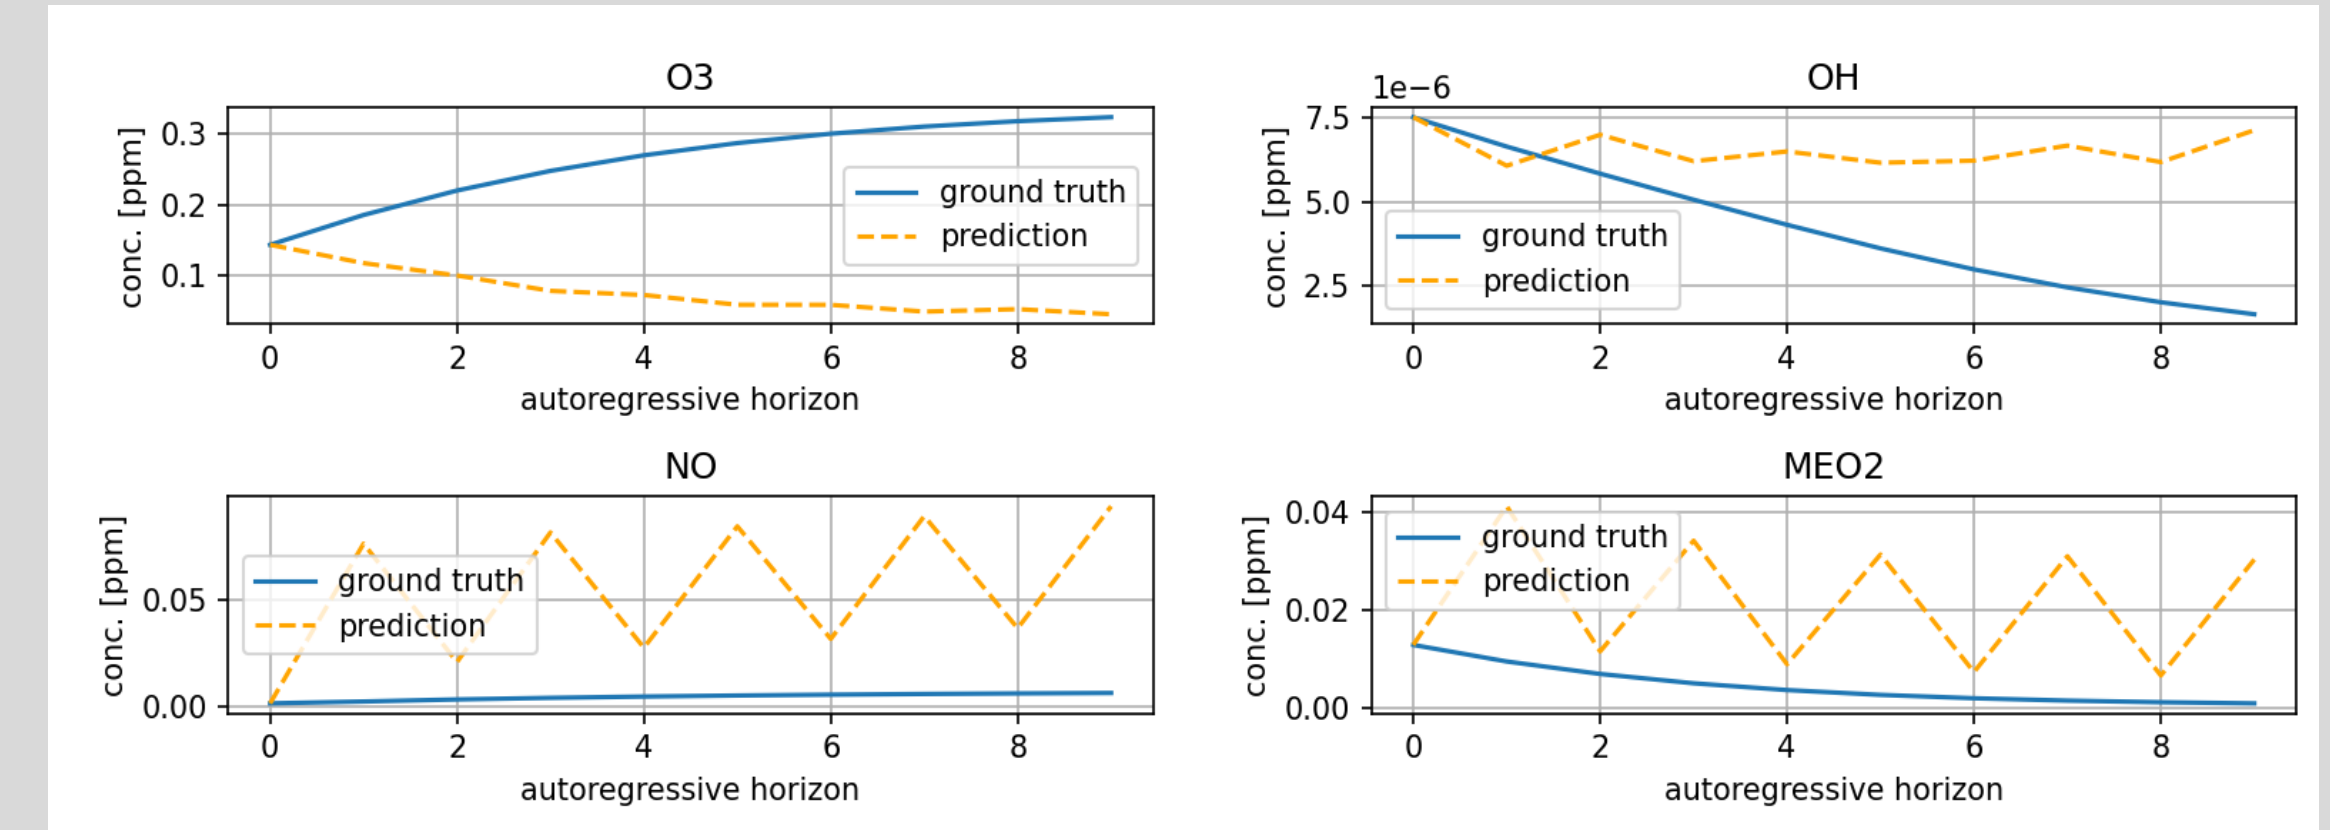 O3
0.3
0.2
0.1
conc. [ppm]
ground truth
prediction
0 2 4 6 8
autoregressive horizon
OH
1e−6
7.5
5.0
2.5
conc. [ppm]
ground truth
prediction
0 2 4 6 8
autoregressive horizon
NO
0.05
0.00
conc. [ppm]
ground truth
prediction
0 2 4 6 8
autoregressive horizon
MEO2
0.04
0.02
0.00
conc. [ppm]
ground truth
prediction
0 2 4 6 8
autoregressive horizon